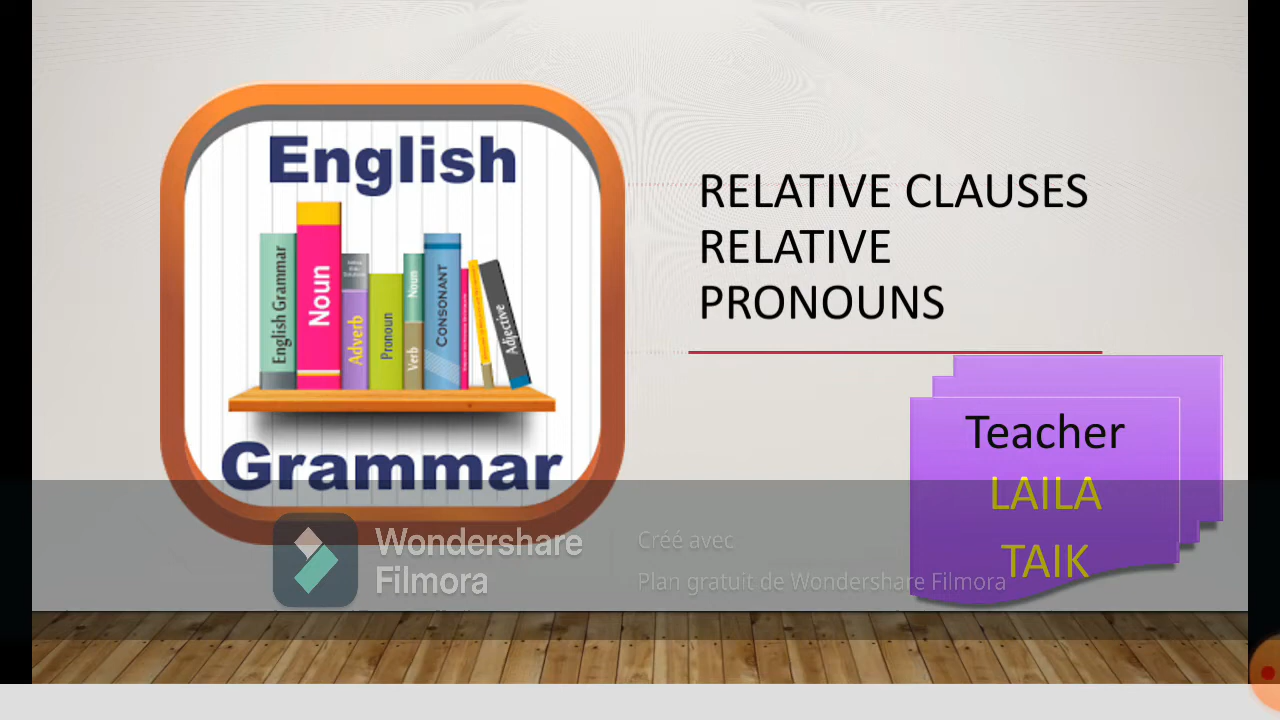 English
English Grammar
Noun
Adverb
Pronoun
Noun
Verb
CONSONANT
Adjective
Grammar
RELATIVE CLAUSES
RELATIVE
PRONOUNS
Teacher
LAILA
TAIK
Wondershare
Filmora
Créé avec
Plan gratuit de Wondershare Filmora